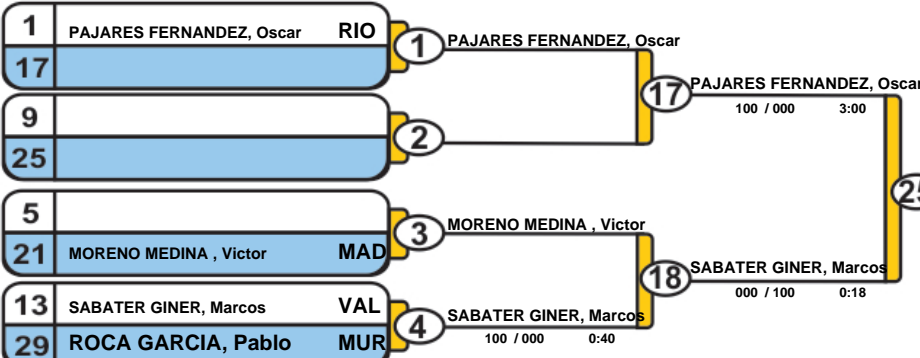 1 PAJARES FERNANDEZ, Oscar RIO
17
1
PAJARES FERNANDEZ, Oscar
9
25
2
17
PAJARES FERNANDEZ, Oscar
100 / 000 3:00
5
21 MORENO MEDINA , Victor MAD
3
MORENO MEDINA , Victor
13 SABATER GINER, Marcos VAL
29 ROCA GARCIA, Pablo MUR
4
SABATER GINER, Marcos
100 / 000 0:40
18
SABATER GINER, Marcos
000 / 100 0:18
25